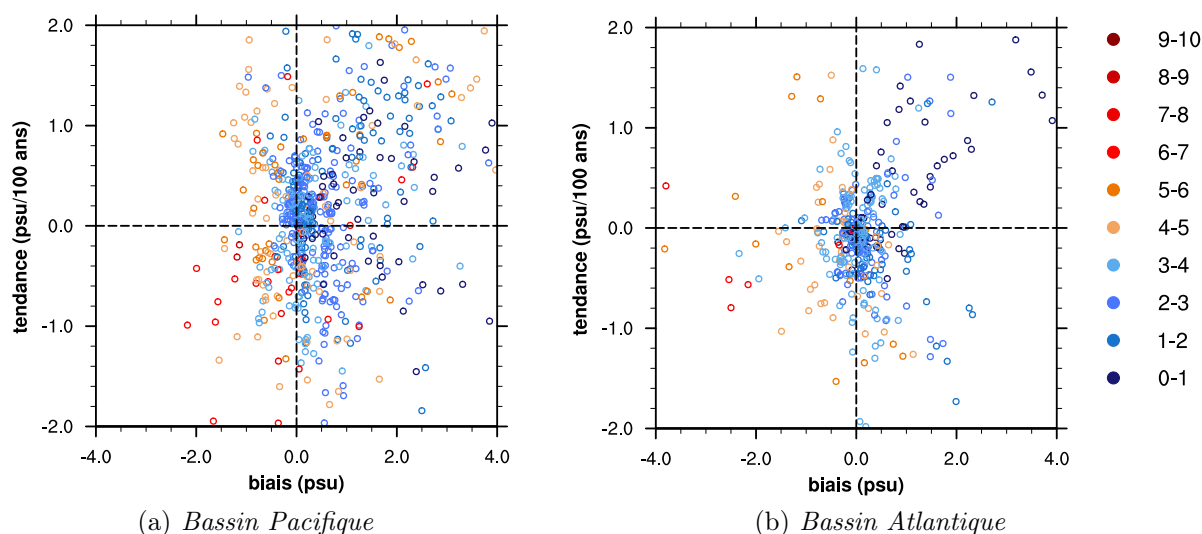 2.0
1.0
0.0
-1.0
-2.0
tendance (psu/100 ans)
-4.0 -2.0 0.0 2.0 4.0
biais (psu)
(a) Bassin Pacifique
2.0
1.0
0.0
-1.0
-2.0
tendance (psu/100 ans)
-4.0 -2.0 0.0 2.0 4.0
biais (psu)
(b) Bassin Atlantique
9-10
8-9
7-8
6-7
5-6
4-5
3-4
2-3
1-2
0-1